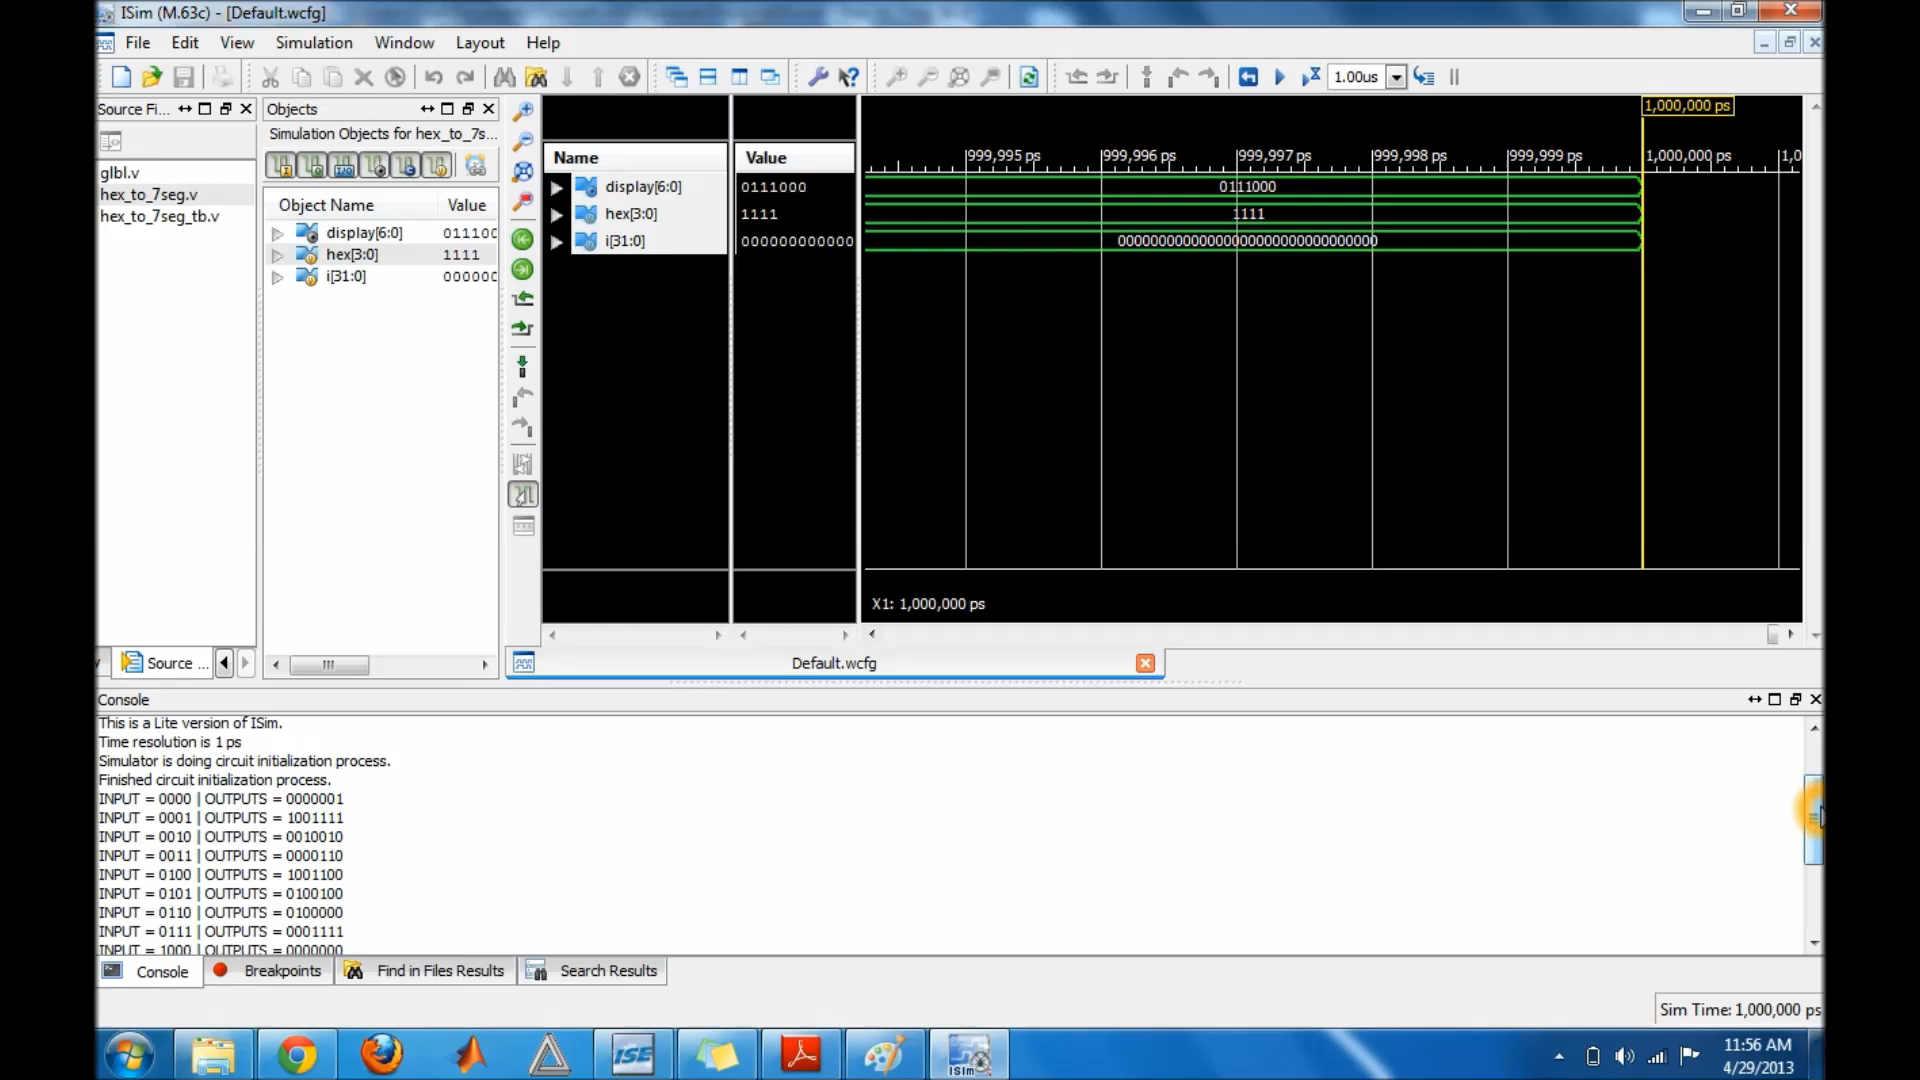 ISim (M.63c) - [Default.wcfg]
File Edit View Simulation Window Layout Help
1.00us
Source Fi...
Objects
Simulation Objects for hex_to_7s...
glbl.v
hex_to_7seg.v
hex_to_7seg_tb.v
Object Name Value
display[6:0] 01110
hex[3:0] 1111
i[31:0] 00000
Name Value
display[6:0] 0111000
hex[3:0] 1111
i[31:0] 000000000000
1,000,000 ps
999,995 ps 999,996 ps 999,997 ps 999,998 ps 999,999 ps 1,000,000 ps 1,0
0111000
1111
00000000000000000000000000000000
X1: 1,000,000 ps
Source ...
Default.wcfg
Console
This is a Lite version of ISim.
Time resolution is 1 ps
Simulator is doing circuit initialization process.
Finished circuit initialization process.
INPUT = 0000 | OUTPUTS = 0000001
INPUT = 0001 | OUTPUTS = 1001111
INPUT = 0010 | OUTPUTS = 0010010
INPUT = 0011 | OUTPUTS = 0000110
INPUT = 0100 | OUTPUTS = 1001100
INPUT = 0101 | OUTPUTS = 0100100
INPUT = 0110 | OUTPUTS = 0100000
INPUT = 0111 | OUTPUTS = 0001111
INPUT = 1000 | OUTPUTS = 0000000
Console Breakpoints Find in Files Results Search Results
Sim Time: 1,000,000 ps
ISE
ISim
11:56 AM
4/29/2013